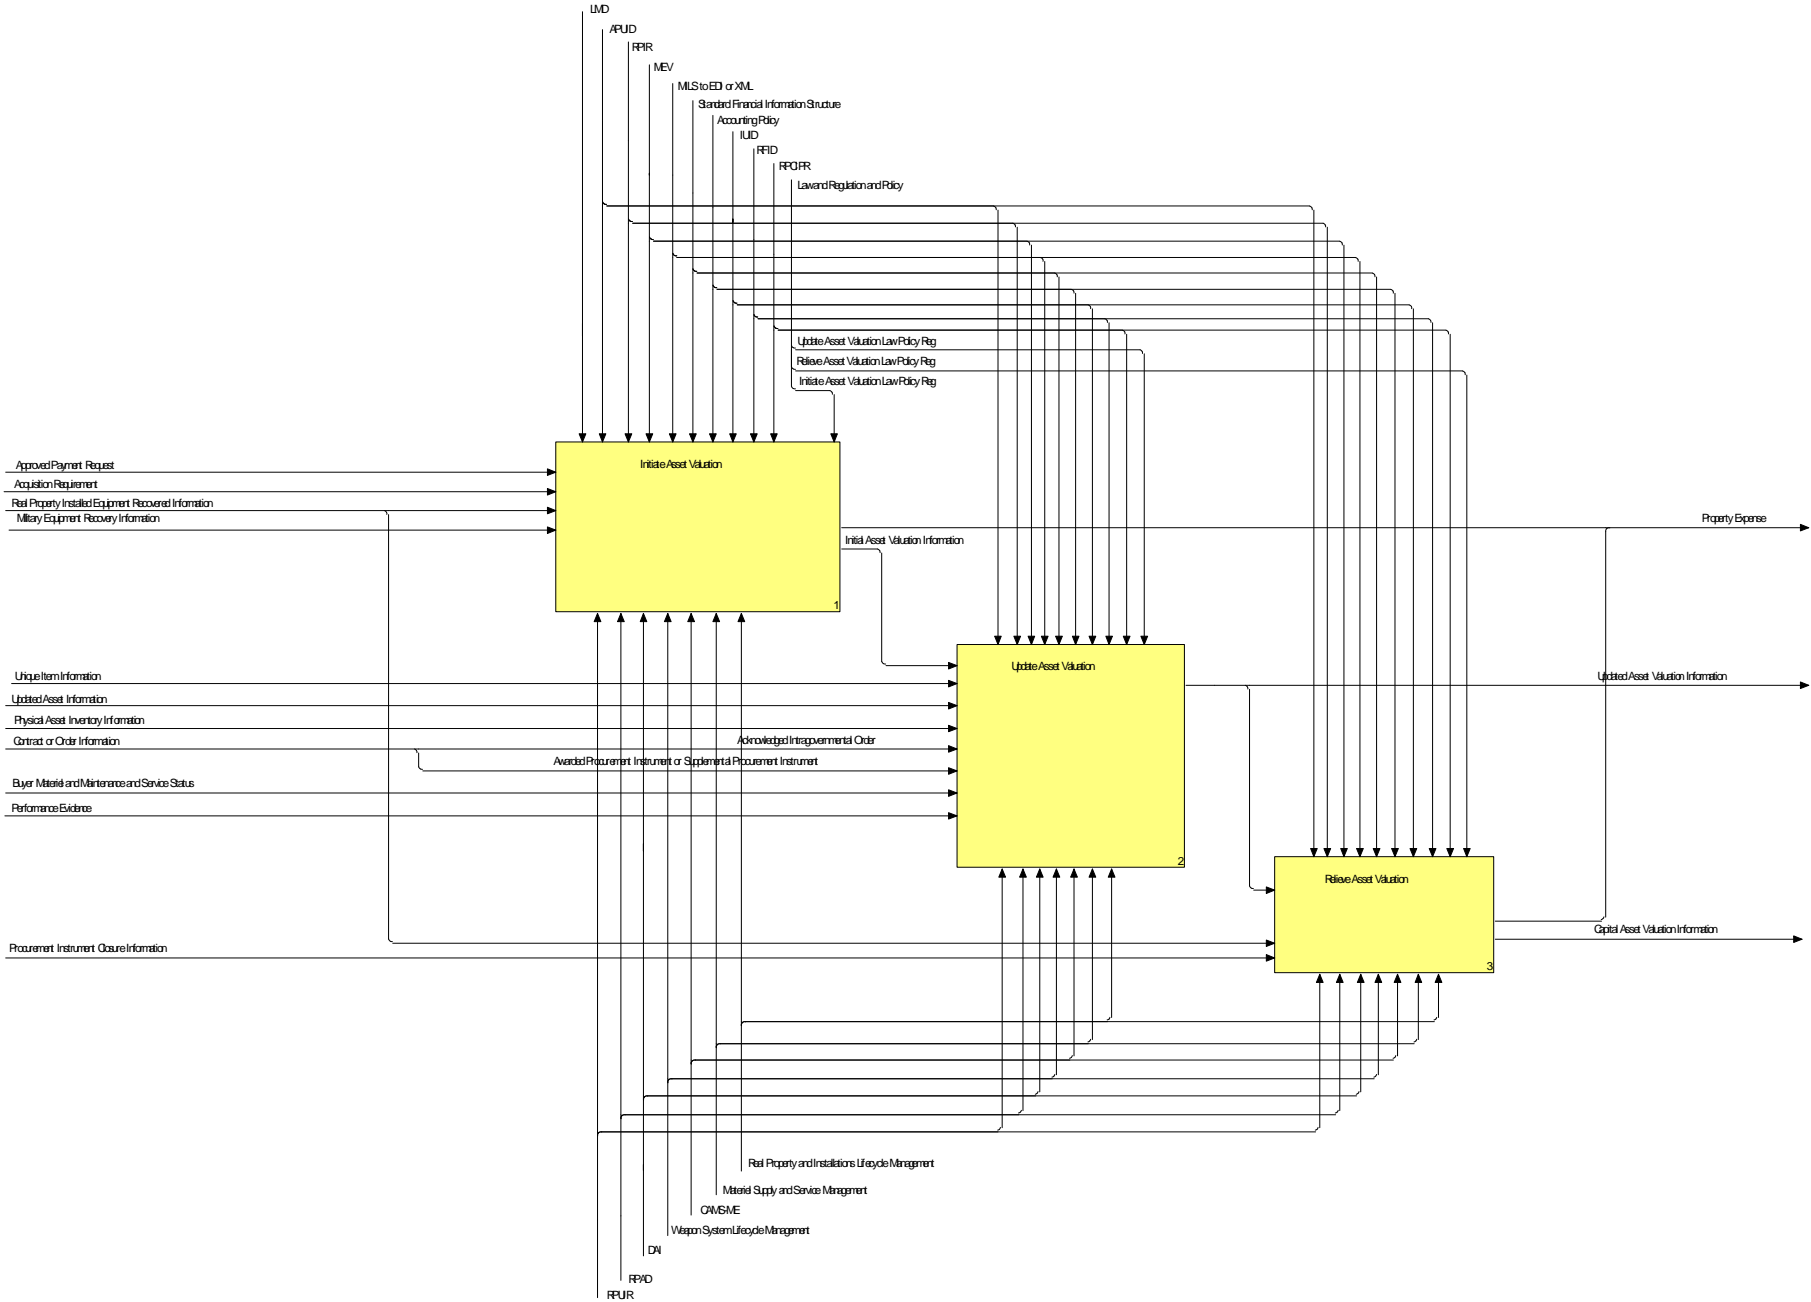 LMD
APUID
RPIR
MEV
MILS to EDI or XML
Standard Financial Information Structure
Accounting Policy
IUID
RFID
RPCIPR
Law and Regulation and Policy
Update Asset Valuation Law Policy Reg
Relieve Asset Valuation Law Policy Reg
Initiate Asset Valuation Law Policy Reg
Approved Payment Request
Initiate Asset Valuation
Acquisition Requirement
Real Property Installed Equipment Recovered Information
Military Equipment Recovery Information
Property Expense
Initial Asset Valuation Information
1
Update Asset Valuation
Unique Item Information
Updated Asset Valuation Information
Updated Asset Information
Physical Asset Inventory Information
Contract or Order Information
Acknowledged Intragovernmental Order
Awarded Procurement Instrument or Supplemental Procurement Instrument
Buyer Materiel and Maintenance and Service Status
Performance Evidence
2
Relieve Asset Valuation
Capital Asset Valuation Information
Procurement Instrument Closure Information
3
Real Property and Installations Lifecycle Management
Materiel Supply and Service Management
CAMS-ME
Weapon System Lifecycle Management
DAI
RPAD
RPUIR